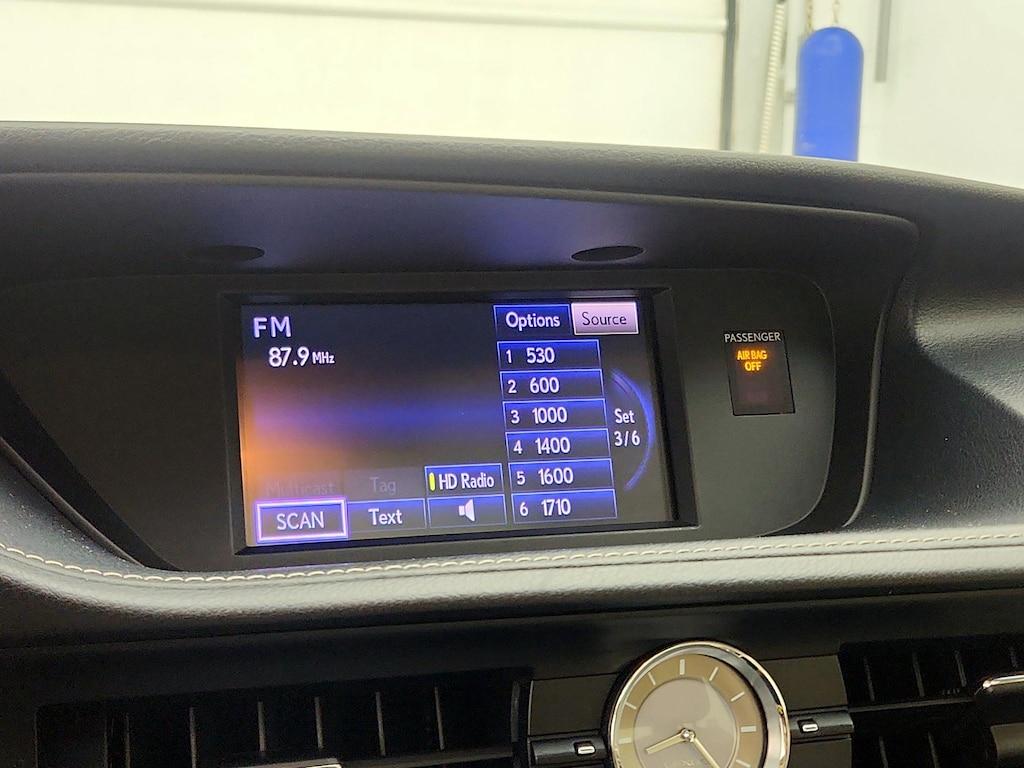 FM
87.9 MHz
Options
Source
1 530
2 600
3 1000
4 1400
5 1600
6 1710
Set
3/6
Multicast
Tag
HD Radio
SCAN
Text
PASSENGER
AIR BAG
OFF